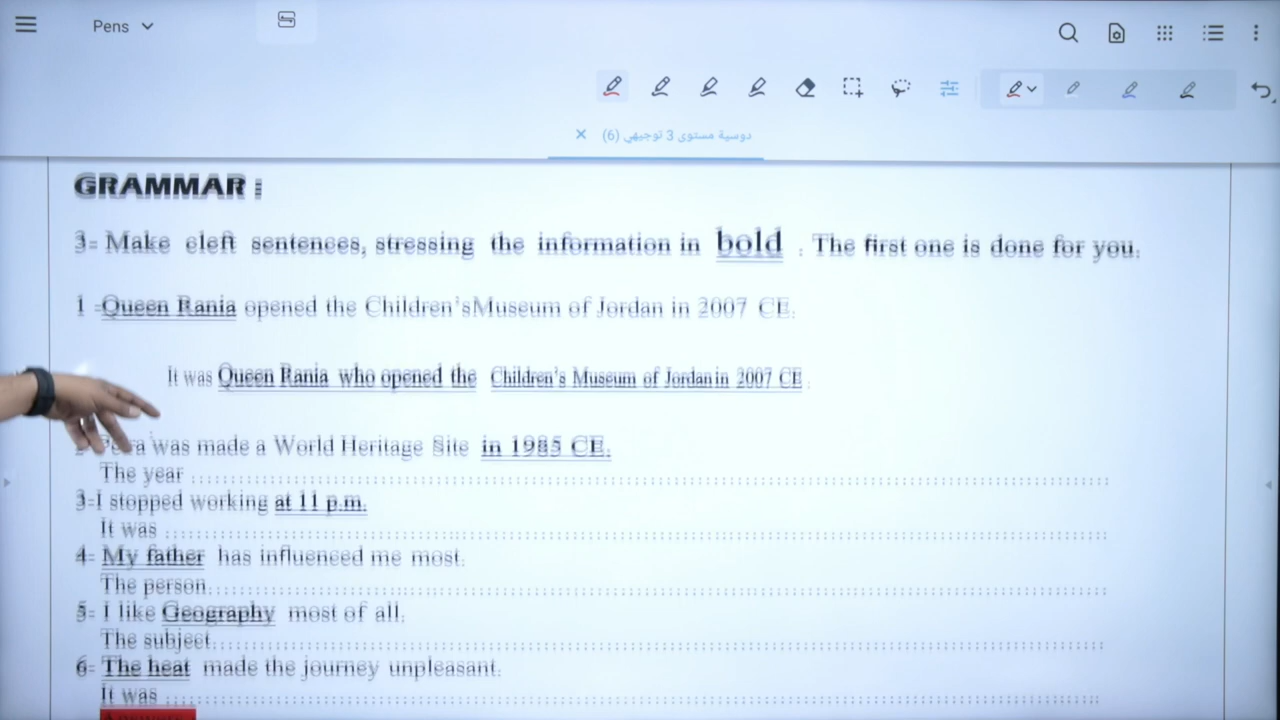 Pens
دوسية مستوى 3 توجيهي (6)
GRAMMAR :
3- Make cleft sentences, stressing the information in bold . The first one is done for you.
1 -Queen Rania opened the Children'sMuseum of Jordan in 2007 CE.
It was Queen Rania who opened the Children's Museum of Jordan in 2007 CE .
Petra was made a World Heritage Site in 1985 CE.
The year ..............................
3-I stopped working at 11 p.m.
It was ..............................
4- My father has influenced me most.
The person..............................
5- I like Geography most of all.
The subject..............................
6- The heat made the journey unpleasant.
It was ..............................